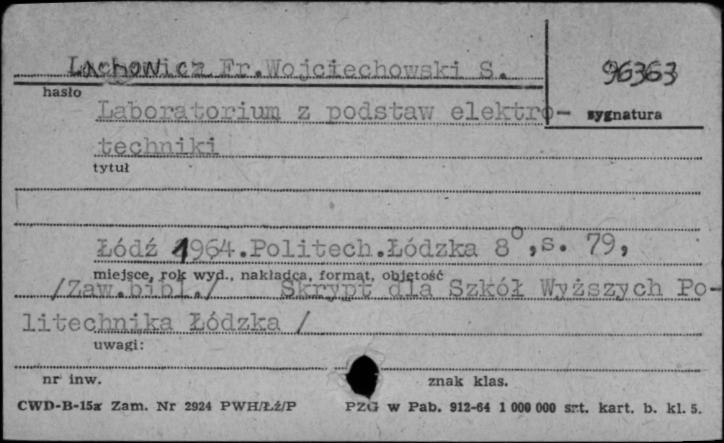 Lachowicz Fr. Wojciechowski S. 96363
hasło
Laboratorium z podstaw elektro- sygnatura
techniki
tytuł
Łódź 1964. Politech. Łódzka 8°, s. 79,
miejsce, rok wyd., nakładca, format, objętość
/Zaw. bibl./ Skrypt dla Szkół Wyższych Po-
litechnika Łódzka /
uwagi:
nr inw. znak klas.
CWD-B-15a Zam. Nr 2924 PWH/Łź/P PZG w Pab. 912-64 1 000 000 szt. kart. b. kl. 5.